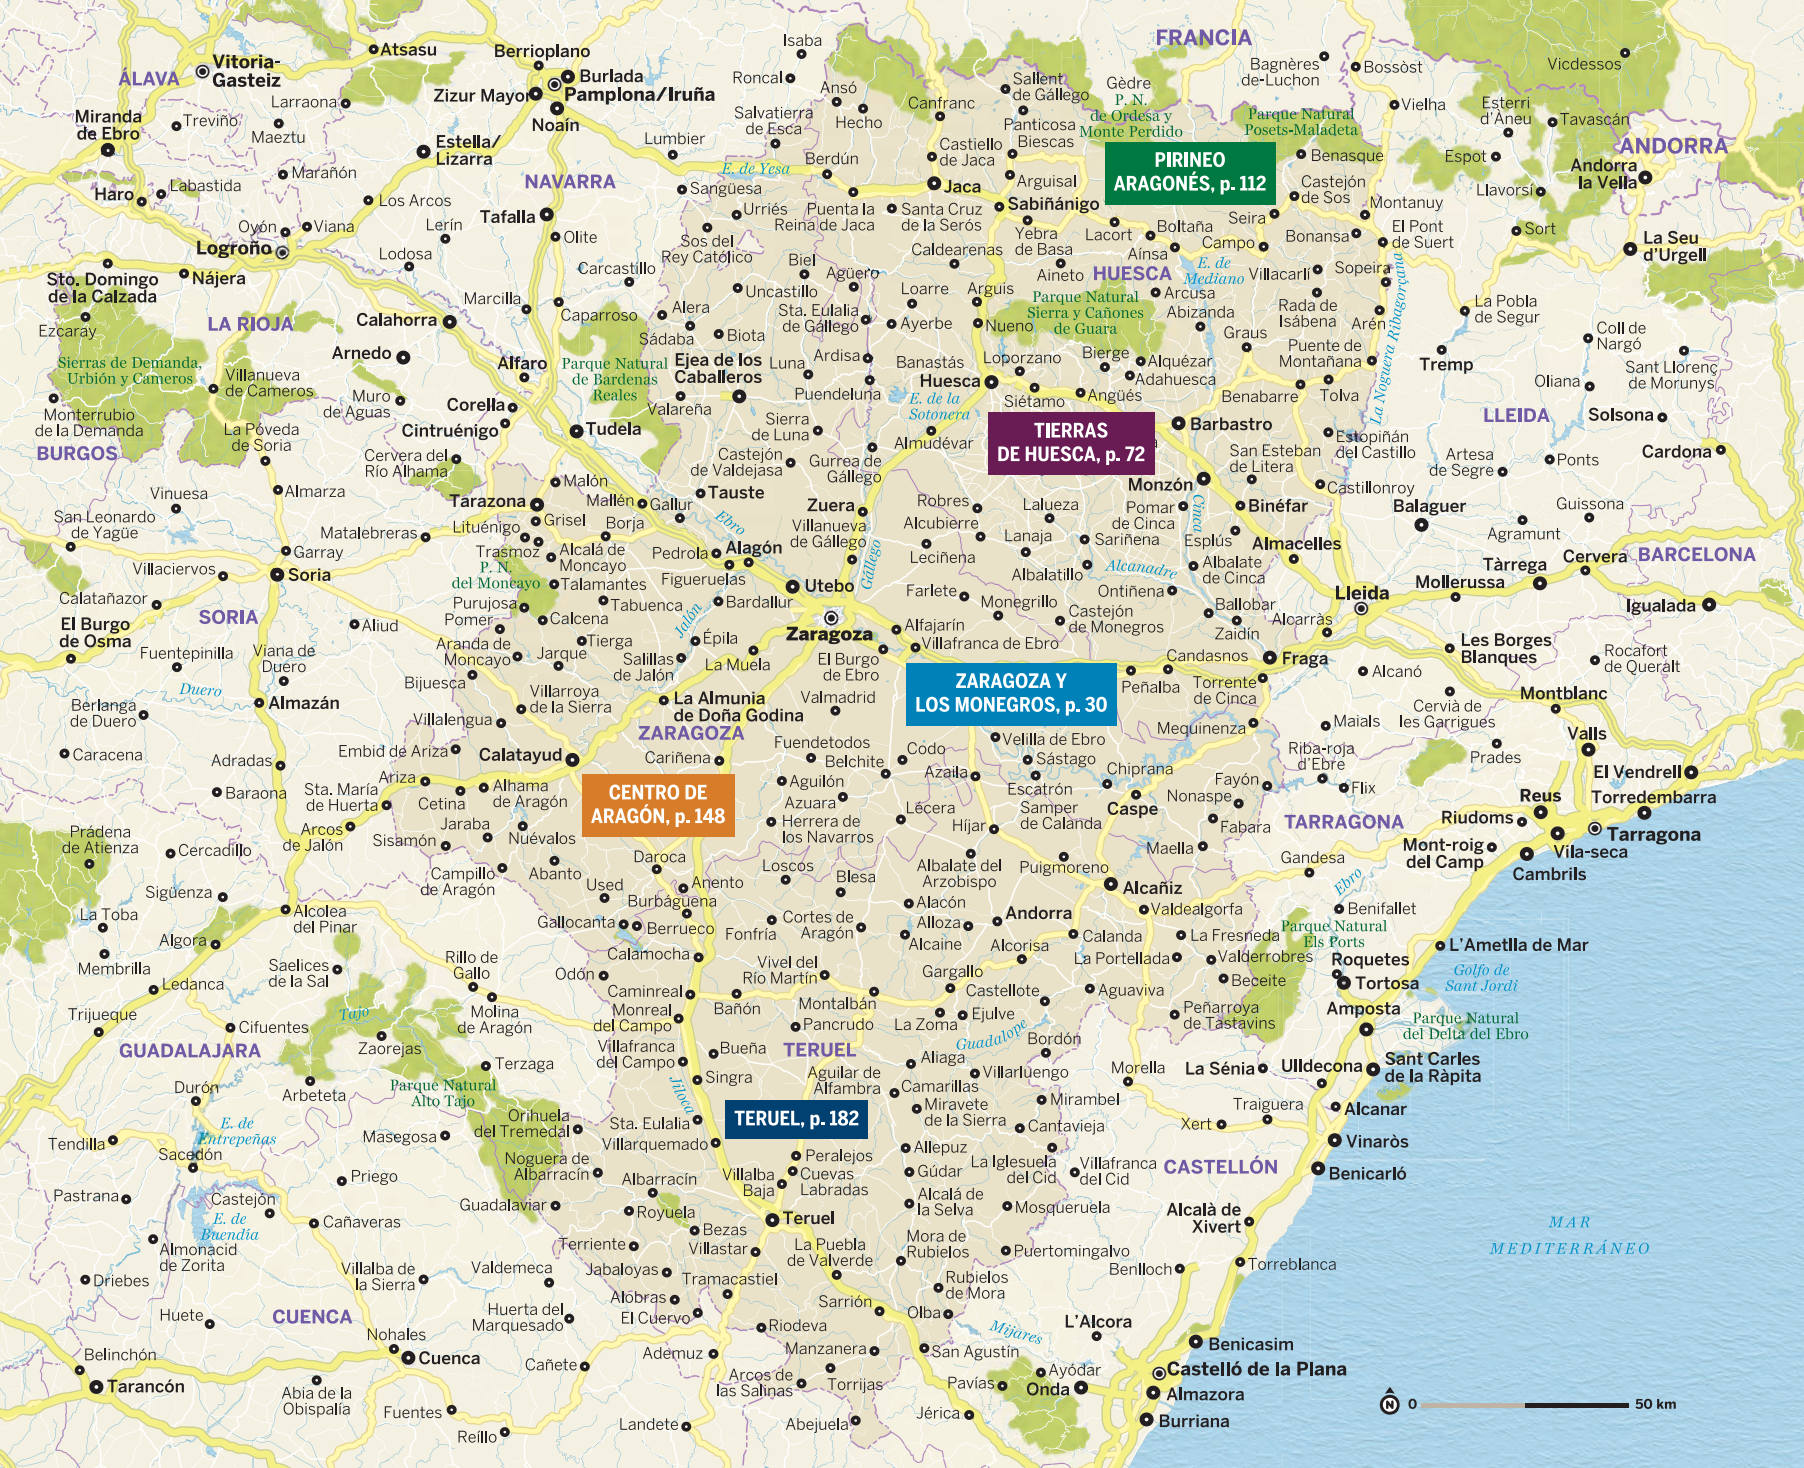 FRANCIA
Isaba
Atsasu
Berrioplano
Vitoria-
Gasteiz
ÁLAVA
Burlada
Pamplona/Iruña
Roncal
Bagnères
de-Luchon
Bossòst
Vicdessos
Zizur Mayor
Ansó
Hecho
Canfranc
Sallent
de Gállego
Gèdre
P. N.
de Ordesa y
Monte Perdido
Larraona
Miranda
de Ebro
Treviño
Maeztu
Noaín
Salvatierra
de Esca
Lumbier
Panticosa
Biescas
Parque Natural
Posets-Maladeta
Vielha
Esterri
d'Aneu
Tavascán
ANDORRA
Andorra
la Vella
Estella/
Lizarra
Castiello
de Jaca
PIRINEO
ARAGONÉS, p. 112
Benasque
Espot
Berdún
E. de Yesa
Marañón
NAVARRA
Sangüesa
Jaca
Arguisal
Castejón
de Sos
Llavorsí
Haro
Labastida
Los Arcos
Tafalla
Urriés
Puenta la
Reina de Jaca
Santa Cruz
de la Serós
Sabiñánigo
Montanuy
Oyón
Viana
Lerín
Olite
Yebra
de Basa
Lacort
Boltaña
Seira
Campo
Bonansa
El Pont
de Suert
Sort
La Seu
d'Urgell
Logroño
Lodosa
Sos del
Rey Católico
Caldearenas
Aínsa
Sto. Domingo
de la Calzada
Nájera
Carcastillo
Biel
Agüero
Aineto
HUESCA
E. de
Mediano
Villacarlí
Sopeira
Ezcaray
LA RIOJA
Calahorra
Marcilla
Caparroso
Uncastillo
Alera
Sta. Eulalia
de Gállego
Loarre
Arguis
Parque Natural
Sierra y Cañones
de Guara
Arcusa
Abizanda
Rada de
Isábena
La Noguera Ribagorçana
La Pobla
de Segur
Sádaba
Biota
Ayerbe
Nueno
Arén
Coll de
Nargó
Graus
Sierras de Demanda,
Urbión y Cameros
Villanueva
de Cameros
Arnedo
Alfaro
Parque Natural
de Bardenas
Reales
Ejea de los
Caballeros
Luna
Ardisa
Banastás
Loporzano
Bierge
Alquézar
Puente de
Montañana
Tremp
Sant Llorenç
de Morunys
Huesca
Adahuesca
Oliana
Monterrubio
de la Demanda
Muro
de Aguas
Corella
Valareña
Puendeluna
E. de la
Sotonera
Siétamo
Angüés
Benabarre
Tolva
LLEIDA
Solsona
BURGOS
La Póveda
de Soria
Cintruénigo
Tudela
Sierra
de Luna
Almudévar
TIERRAS
DE HUESCA, p. 72
Barbastro
Estopiñán
del Castillo
Cervera del
Río Alhama
Castejón
de Valdejasa
Gurrea de
Gállego
San Esteban
de Litera
Artesa
de Segre
Ponts
Cardona
Vinuesa
Almarza
Tarazona
Malón
Mallén
Gallur
Tauste
Zuera
Robres
Lalueza
Monzón
Pomar
de Cinca
Cinca
Binéfar
Castillonroy
Balaguer
Guissona
San Leonardo
de Yagüe
Matalebreras
Lituénigo
Grisel
Borja
Ebro
Villanueva
de Gállego
Alcubierre
Lanaja
Sariñena
Esplús
Agramunt
Garray
Trasmoz
P. N.
del Moncayo
Alcalá de
Moncayo
Pedrola
Alagón
Gállego
Leciñena
Almacelles
Cervera
BARCELONA
Villaciervos
Soria
Talamantes
Figueruelas
Utebo
Albalatillo
Alcanadre
Albalate
de Cinca
Tàrrega
Mollerussa
Calatañazor
SORIA
Purujosa
Pomer
Calcena
Tabuenca
Bardallur
Jalón
Zaragoza
Farlete
Monegrillo
Ontiñena
Ballobar
Lleida
Igualada
El Burgo
de Osma
Aliud
Alfajarín
Castejón
de Monegros
Zaidín
Alcarràs
Fuentepinilla
Viana de
Duero
Aranda de
Moncayo
Tierga
Jarque
Épila
La Muela
Villafranca de Ebro
Les Borges
Blanques
Duero
Bijuesca
Salillas
de Jalón
El Burgo
de Ebro
Candasnos
Fraga
Rocafort
de Queralt
ZARAGOZA Y
LOS MONEGROS, p. 30
Peñalba
Torrente
de Cinca
Alcanó
Berlanga
de Duero
Almazán
Villarroya
de la Sierra
La Almunia
de Doña Godina
Valmadrid
Montblanc
Villalengua
ZARAGOZA
Mequinenza
Maials
Cervià de
les Garrigues
Caracena
Embid de Ariza
Calatayud
Cariñena
Fuendetodos
Belchite
Codo
Velilla de Ebro
Sástago
Valls
Riba-roja
d'Ebre
Prades
Adradas
Ariza
CENTRO DE
ARAGÓN, p. 148
Azaila
Chiprana
Fayón
El Vendrell
Baraona
Sta. María
de Huerta
Cetina
Alhama
de Aragón
Aguilón
Azuara
Escatrón
Caspe
Nonaspe
Flix
Reus
Torredembarra
Jaraba
Herrera de
los Navarros
Lécera
Samper
de Calanda
Fabara
TARRAGONA
Riudoms
Tarragona
Prádena
de Atienza
Arcos
de Jalón
Sisamón
Nuévalos
Híjar
Maella
Mont-roig
del Camp
Vila-seca
Cercadillo
Daroca
Loscos
Albalate del
Arzobispo
Puigmoreno
Gandesa
Cambrils
Campillo
de Aragón
Abanto
Used
Anento
Blesa
Alcañiz
Ebro
Sigüenza
Burbáguena
Alacón
Andorra
Valdealgorfa
Benifallet
La Toba
Alcolea
del Pinar
Gallocanta
Berrueco
Fonfría
Cortes de
Aragón
Alloza
Calanda
La Fresneda
Parque Natural
Els Ports
Algora
Alcaine
Alcorisa
La Portellada
Valderrobres
L'Ametlla de Mar
Membrilla
Saelices
de la Sal
Rillo de
Gallo
Calamocha
Odón
Vivel del
Río Martín
Gargallo
Roquetes
Tortosa
Golfo de
Sant Jordi
Ledanca
Caminreal
Castellote
Aguaviva
Beceite
Trijueque
Tajo
Molina
de Aragón
Monreal
del Campo
Bañón
Montalbán
Peñarroya
de Tastavins
Amposta
Cifuentes
Pancrudo
La Zoma
Ejulve
Parque Natural
del Delta del Ebro
GUADALAJARA
Zaorejas
Terzaga
Villafranca
del Campo
Bueña
TERUEL
Guadalope
Bordón
Aliaga
Morella
La Sénia
Ulldecona
Sant Carles
de la Ràpita
Durón
Arbeteta
Parque Natural
Alto Tajo
Singra
Jiloca
Aguilar de
Alfambra
Camarillas
Villarluengo
Orihuela
del Tremedal
Sta. Eulalia
TERUEL, p. 182
Miravete
de la Sierra
Mirambel
Traiguera
Alcanar
E. de
Entrepeñas
Cantavieja
Xert
Vinaròs
Tendilla
Masegosa
Villarquemado
Sacedón
Noguera de
Albarracín
Peralejos
Allepuz
La Iglesuela
del Cid
Villafranca
del Cid
CASTELLÓN
Benicarló
Pastrana
Castejón
Priego
Albarracín
Villalba
Baja
Cuevas
Labradas
Gúdar
Guadalaviar
Royuela
Alcalá de
la Selva
Mosqueruela
Alcalà de
Xivert
E. de
Buendía
Cañaveras
Bezas
Teruel
MAR
MEDITERRÁNEO
Almonacid
de Zorita
Terriente
Villastar
La Puebla
de Valverde
Mora de
Rubielos
Puertomingalvo
Driebes
Villalba de
la Sierra
Valdemeca
Jabaloyas
Tramacastiel
Rubielos
de Mora
Benlloch
Torreblanca
Huete
CUENCA
Huerta del
Marquesado
Alobras
El Cuervo
Sarrión
Olba
Mijares
L'Alcora
Nohales
Riodeva
Belinchón
Cuenca
Ademuz
Manzanera
San Agustín
Benicasim
Tarancón
Cañete
Arcos de
las Salinas
Torrijas
Pavías
Ayódar
Onda
Castelló de la Plana
Abia de la
Obispalía
Almazora
Fuentes
Landete
Abejuela
Jérica
Burriana
Reíllo
N
0
50 km